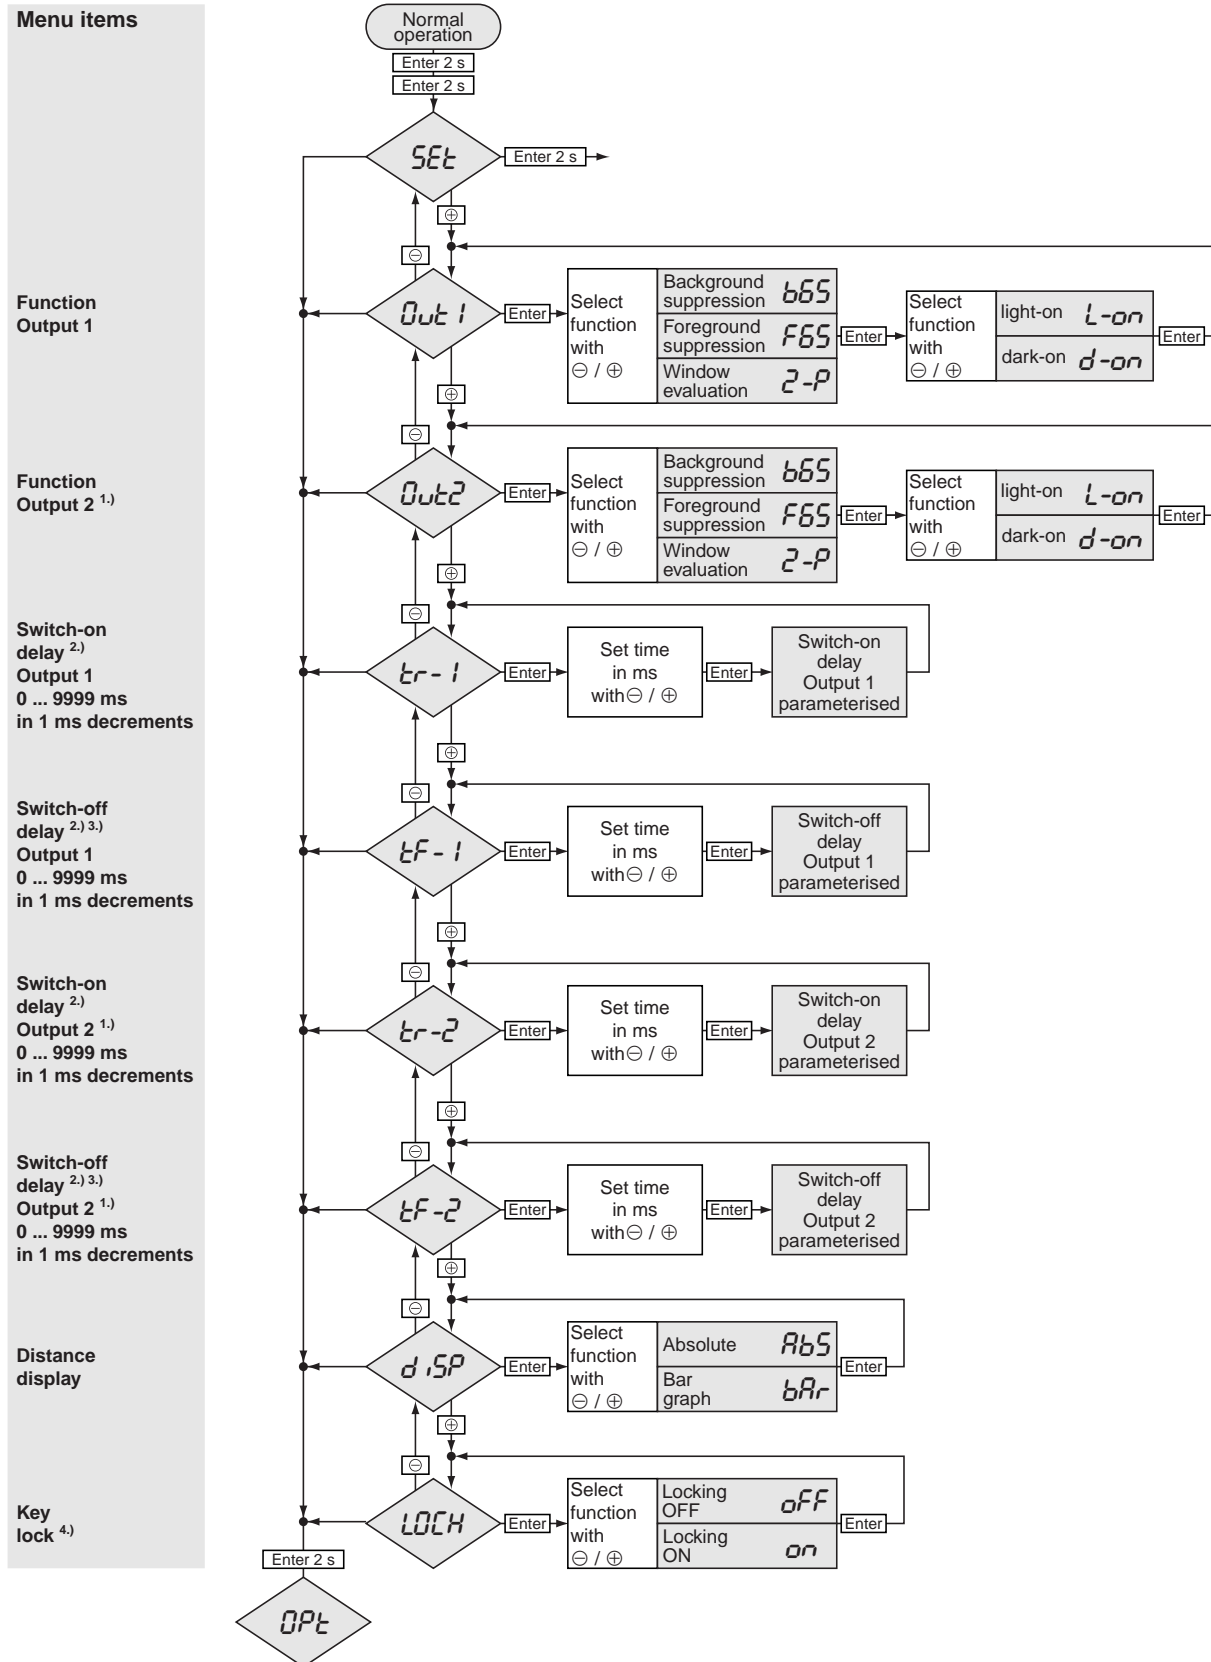 Menu items
Normal
operation
Enter 2 s
Enter 2 s
SEt
Enter 2 s
⊕
⊖
Function
Output 1
Out1
Enter
Select
function
with
⊖ / ⊕
Background
suppression
bGS
Foreground
suppression
FGS
Window
evaluation
2-P
Enter
Select
function
with
⊖ / ⊕
light-on
L-on
dark-on
d-on
Enter
⊕
⊖
Function
Output 2 1.)
Out2
Enter
Select
function
with
⊖ / ⊕
Background
suppression
bGS
Foreground
suppression
FGS
Window
evaluation
2-P
Enter
Select
function
with
⊖ / ⊕
light-on
L-on
dark-on
d-on
Enter
⊕
⊖
Switch-on
delay 2.)
Output 1
0 ... 9999 ms
in 1 ms decrements
tr-1
Enter
Set time
in ms
with ⊖ / ⊕
Enter
Switch-on
delay
Output 1
parameterised
⊕
⊖
Switch-off
delay 2.) 3.)
Output 1
0 ... 9999 ms
in 1 ms decrements
tF-1
Enter
Set time
in ms
with ⊖ / ⊕
Enter
Switch-off
delay
Output 1
parameterised
⊕
⊖
Switch-on
delay 2.)
Output 2 1.)
0 ... 9999 ms
in 1 ms decrements
tr-2
Enter
Set time
in ms
with ⊖ / ⊕
Enter
Switch-on
delay
Output 2
parameterised
⊕
⊖
Switch-off
delay 2.) 3.)
Output 2 1.)
0 ... 9999 ms
in 1 ms decrements
tF-2
Enter
Set time
in ms
with ⊖ / ⊕
Enter
Switch-off
delay
Output 2
parameterised
⊕
⊖
Distance
display
diSP
Enter
Select
function
with
⊖ / ⊕
Absolute
AbS
Bar
graph
bAr
Enter
⊕
⊖
Key
lock 4.)
LOCK
Enter
Select
function
with
⊖ / ⊕
Locking
OFF
oFF
Locking
ON
on
Enter
Enter 2 s
OPt